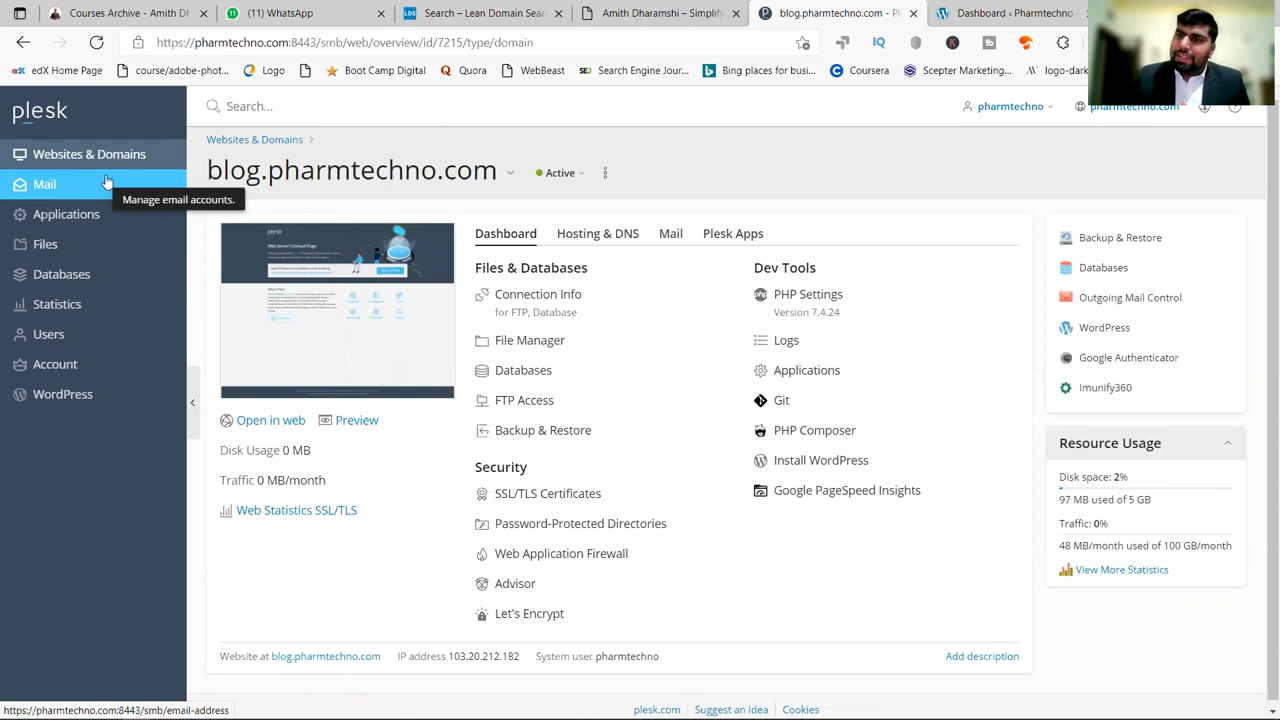 Courses Archive - Amith Dh
(11) WhatsApp
Search – Leon Domain Sear
Amith Dharanci – Simplify
blog.pharmtechno.com - Pl
Dashboard ‹ Pharmtechno —
https://pharmtechno.com:8443/smb/web/overview/id/7215/type/domain
edX Home Page
course/adobe-phot...
Logo
Boot Camp Digital
Quora
WebBeast
Search Engine Jour...
Bing places for busi...
Coursera
Scepter Marketing...
logo-dark
plesk
Search...
pharmtechno
pharmtechno.com
Websites & Domains
Mail
Manage email accounts.
Applications
Files
Databases
Statistics
Users
Account
WordPress
Websites & Domains
blog.pharmtechno.com
Active
plesk
Web Server's Default Page
Open in web
Preview
Disk Usage 0 MB
Traffic 0 MB/month
Web Statistics SSL/TLS
Dashboard
Hosting & DNS
Mail
Plesk Apps
Files & Databases
Connection Info
for FTP, Database
File Manager
Databases
FTP Access
Backup & Restore
Security
SSL/TLS Certificates
Password-Protected Directories
Web Application Firewall
Advisor
Let's Encrypt
Dev Tools
PHP Settings
Version 7.4.24
Logs
Applications
Git
PHP Composer
Install WordPress
Google PageSpeed Insights
Backup & Restore
Databases
Outgoing Mail Control
WordPress
Google Authenticator
Imunify360
Resource Usage
Disk space: 2%
97 MB used of 5 GB
Traffic: 0%
48 MB/month used of 100 GB/month
View More Statistics
Website at blog.pharmtechno.com
IP address 103.20.212.182
System user pharmtechno
Add description
https://pharmtechno.com:8443/smb/email-address
plesk.com
Suggest an Idea
Cookies